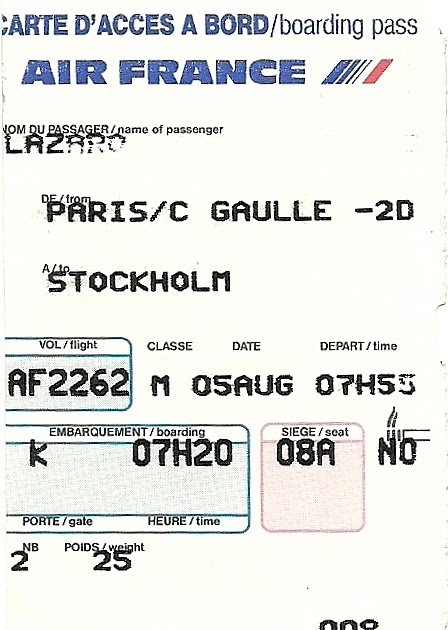 CARTE D'ACCES A BORD/boarding pass
AIR FRANCE
NOM DU PASSAGER/name of passenger
LAZARO
DE/from
PARIS/C GAULLE -2D
A/to
STOCKHOLM
VOL/flight CLASSE DATE DEPART/time
AF2262 M 05AUG 07H55
EMBARQUEMENT/boarding SIEGE/seat
K 07H20 08A NO
PORTE/gate HEURE/time
NB POIDS/weight
2 25